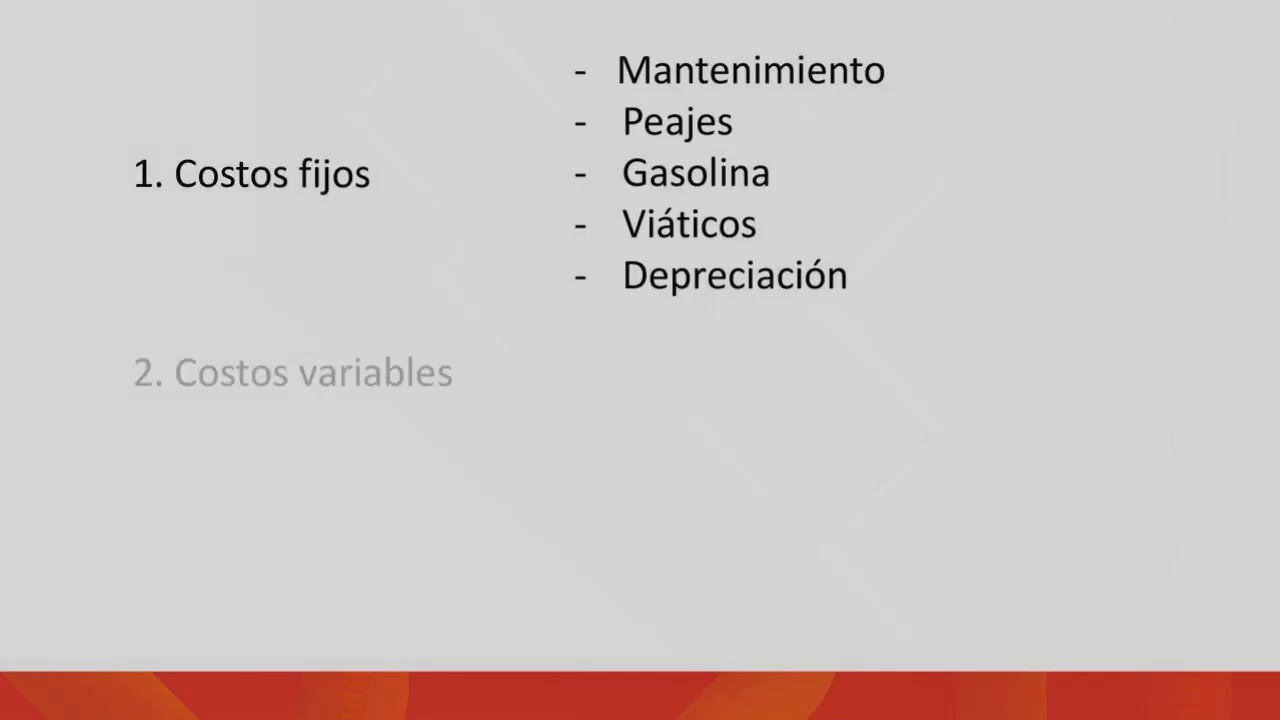 - Mantenimiento
- Peajes
1. Costos fijos
- Gasolina
- Viáticos
- Depreciación
2. Costos variables